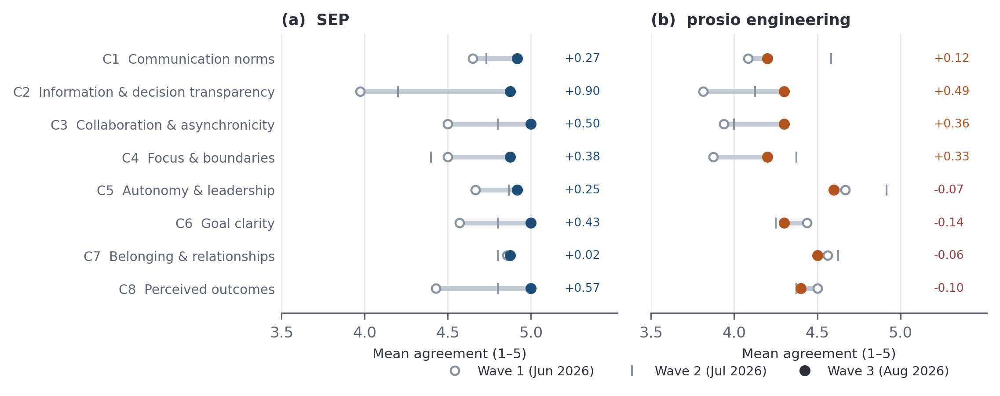 (a)  SEP
(b)  prosio engineering
C1  Communication norms
+0.27
+0.12
C2  Information & decision transparency
+0.90
+0.49
C3  Collaboration & asynchronicity
+0.50
+0.36
C4  Focus & boundaries
+0.38
+0.33
C5  Autonomy & leadership
+0.25
-0.07
C6  Goal clarity
+0.43
-0.14
C7  Belonging & relationships
+0.02
-0.06
C8  Perceived outcomes
+0.57
-0.10
3.5 4.0 4.5 5.0
3.5 4.0 4.5 5.0
Mean agreement (1–5)
Mean agreement (1–5)
Wave 1 (Jun 2026)
Wave 2 (Jul 2026)
Wave 3 (Aug 2026)